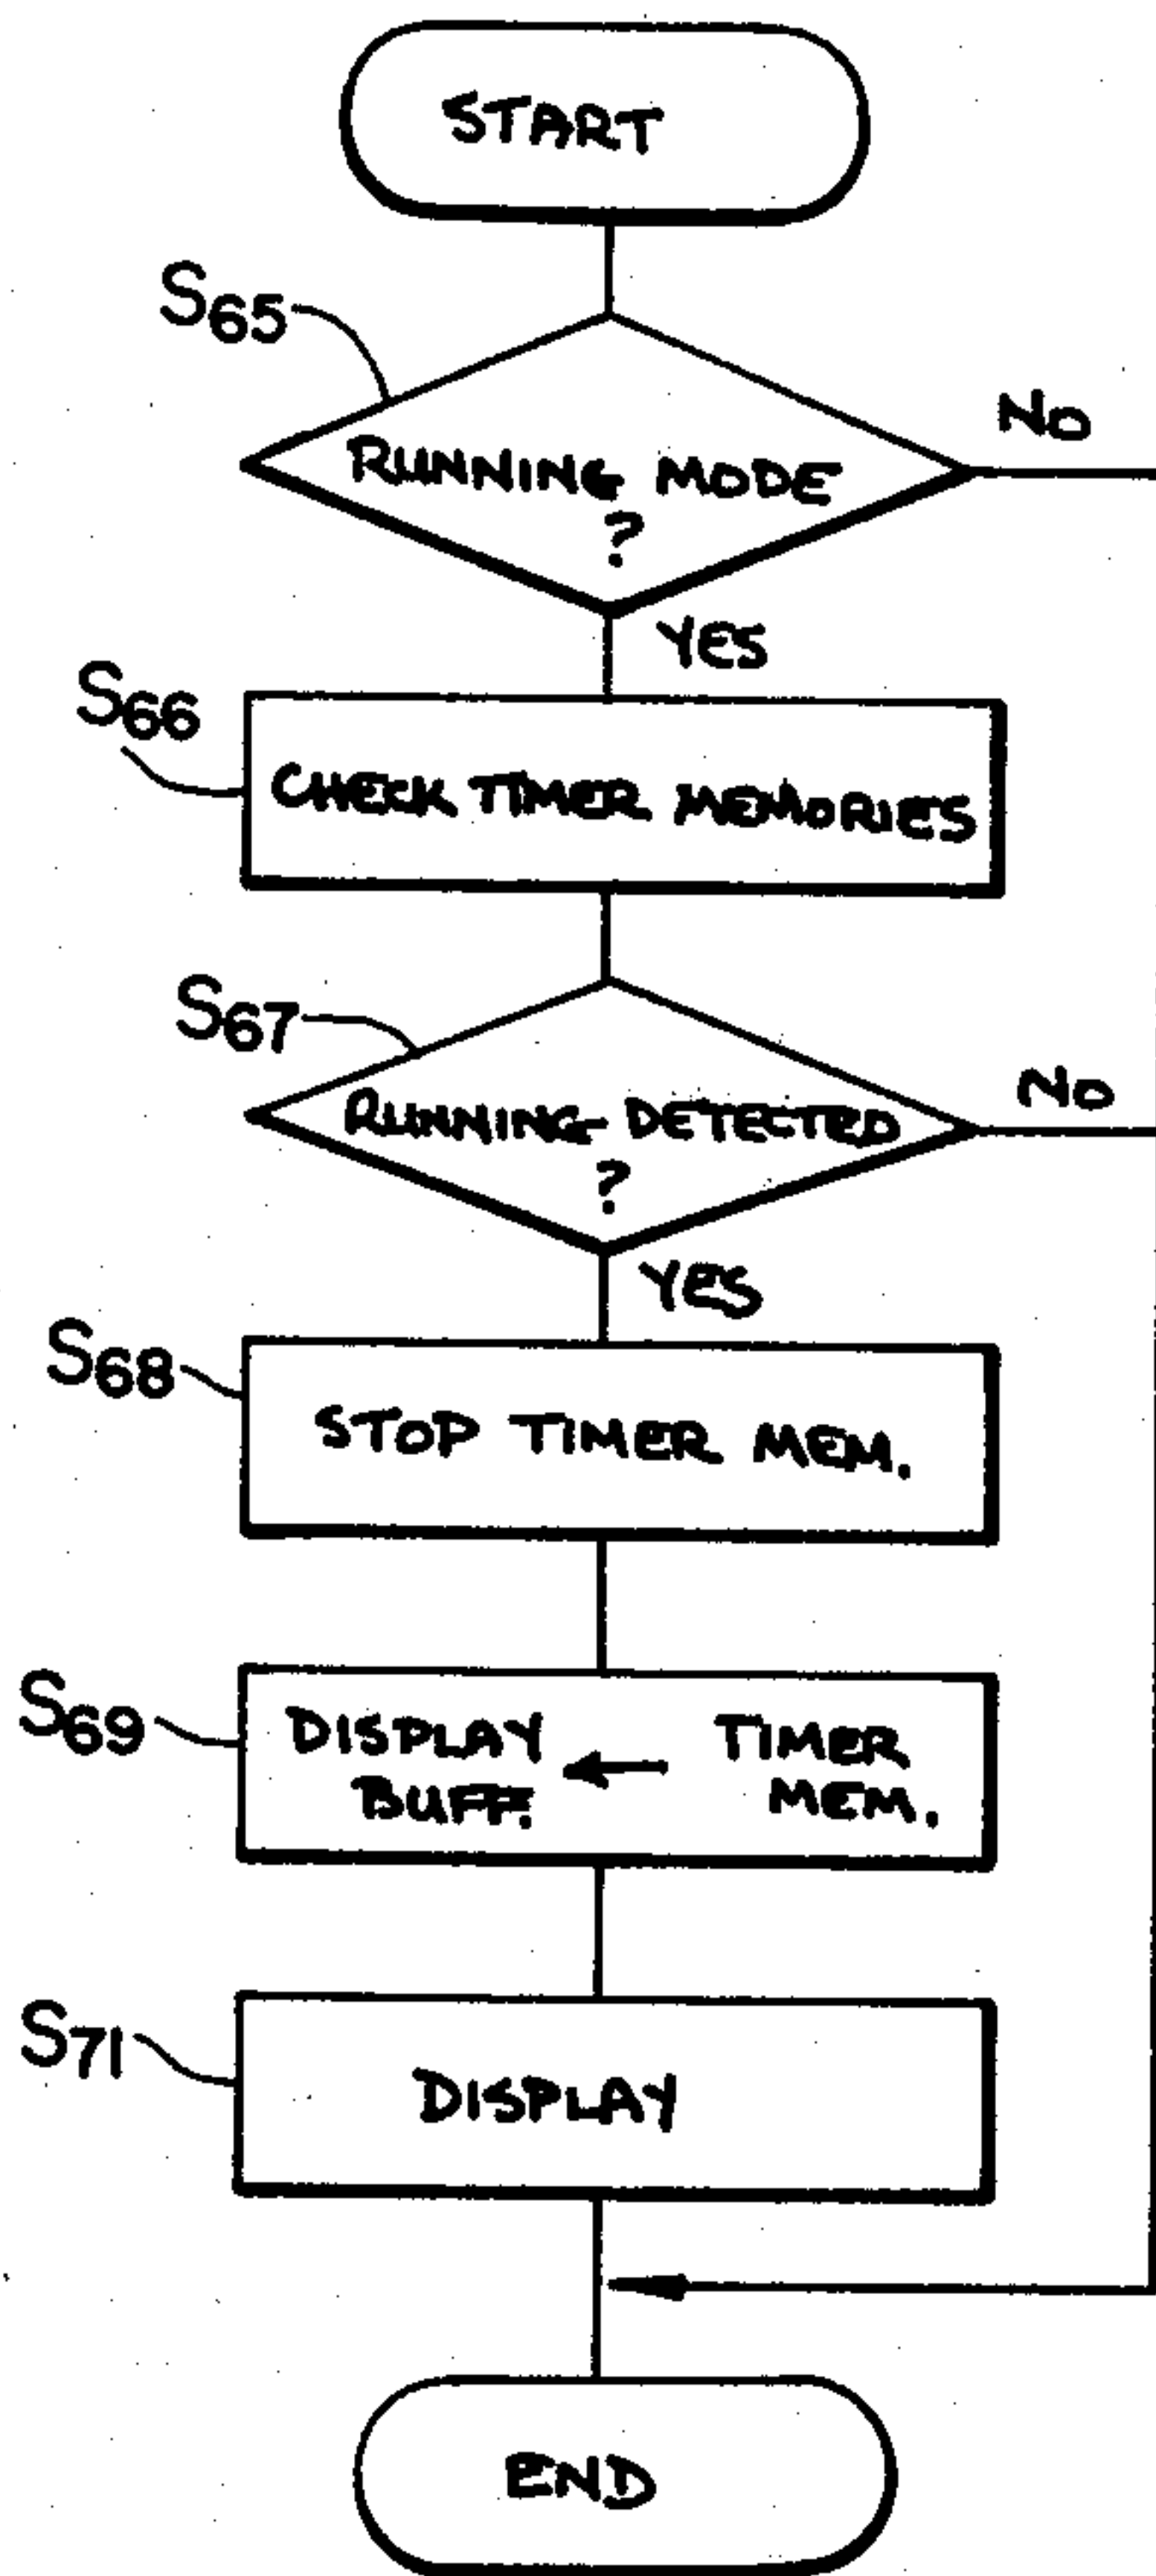 START
S65
NO
RUNNING MODE
?
YES
S66
CHECK TIMER MEMORIES
S67
NO
RUNNING DETECTED
?
YES
S68
STOP TIMER MEM.
S69
DISPLAY ← TIMER
BUFF. MEM.
S71
DISPLAY
END